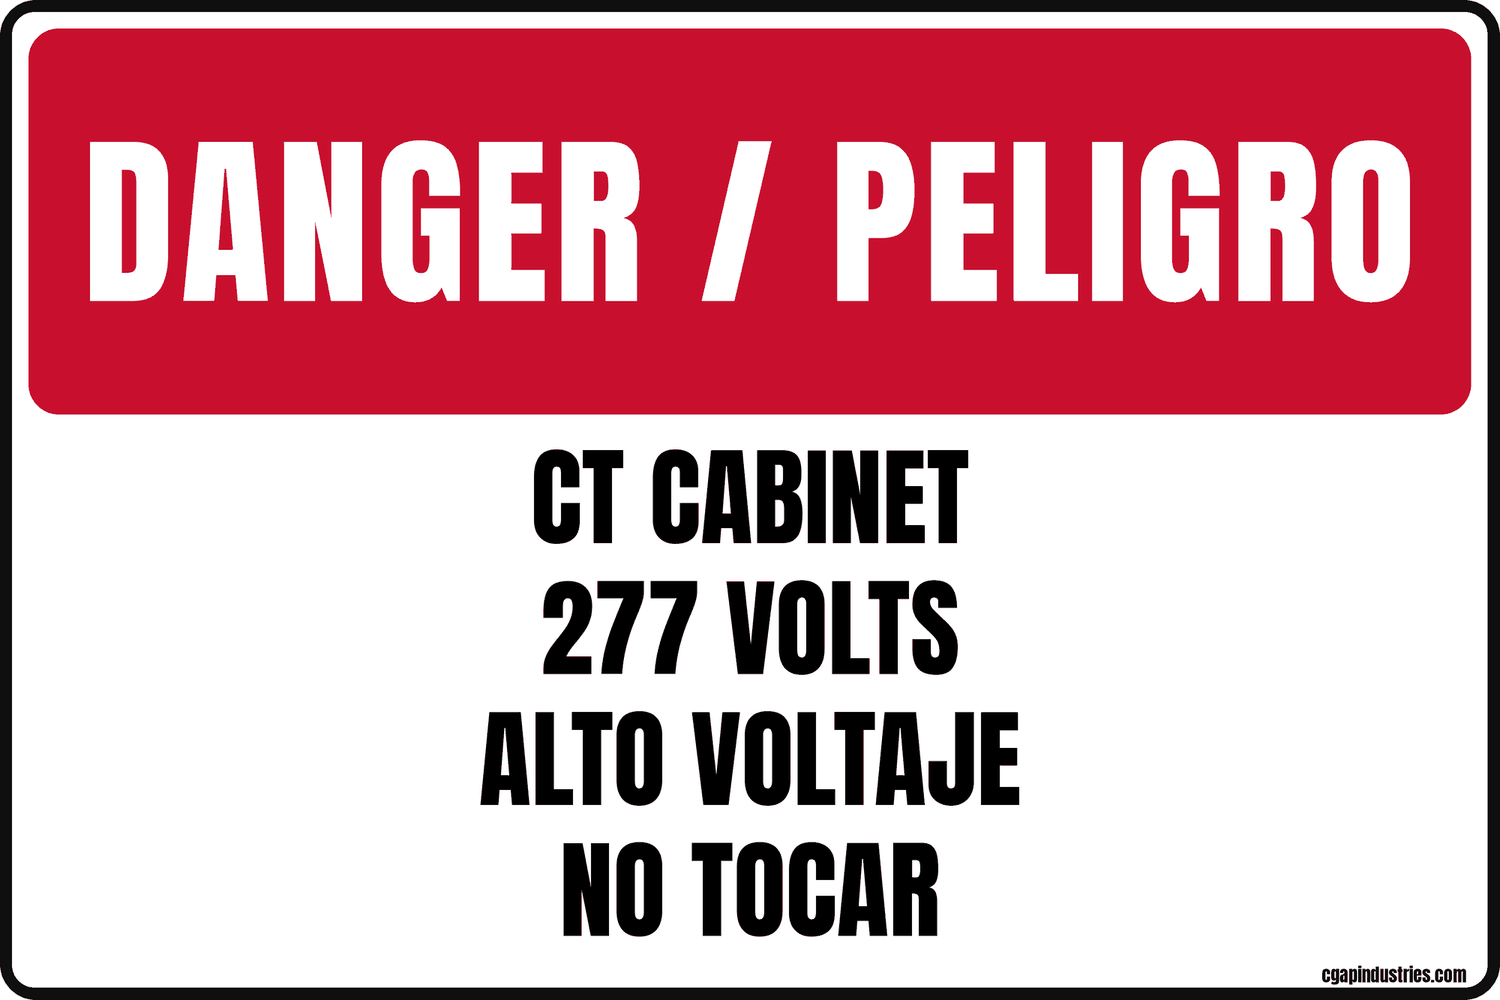 DANGER / PELIGRO
CT CABINET
277 VOLTS
ALTO VOLTAJE
NO TOCAR
cgapindustries.com